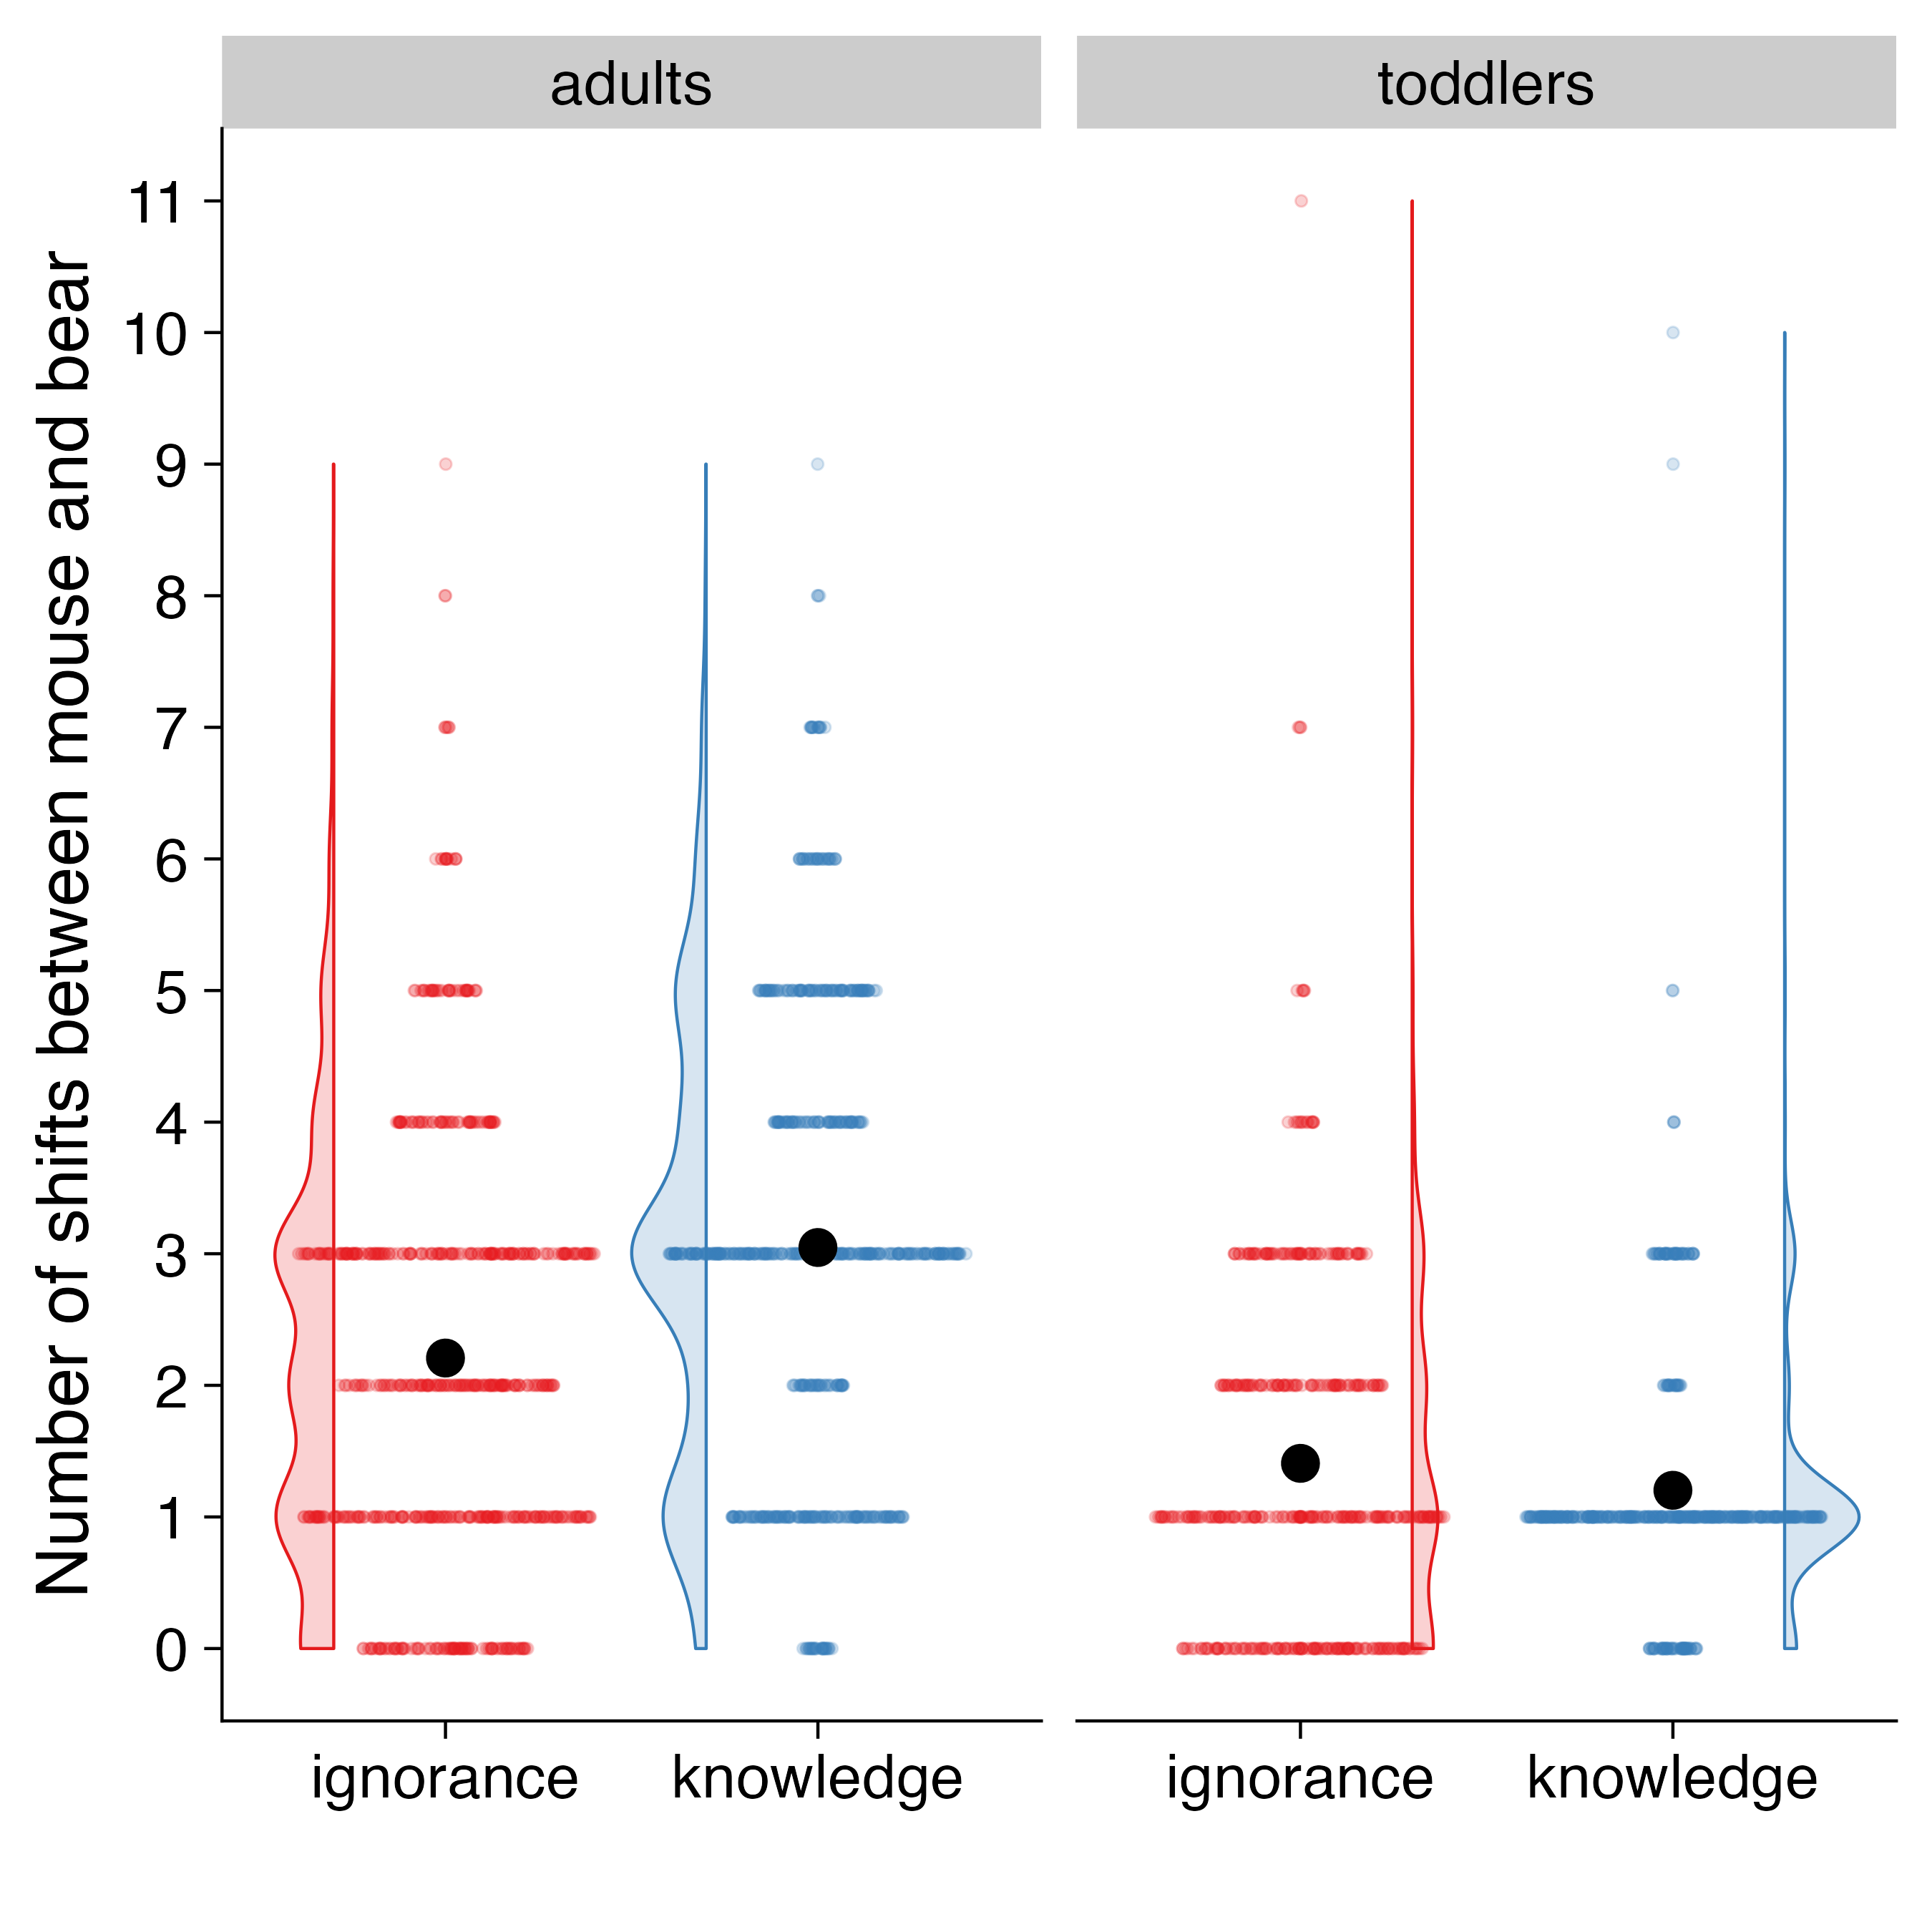 adults
toddlers
Number of shifts between mouse and bear
11
10
9
8
7
6
5
4
3
2
1
0
ignorance
knowledge
ignorance
knowledge